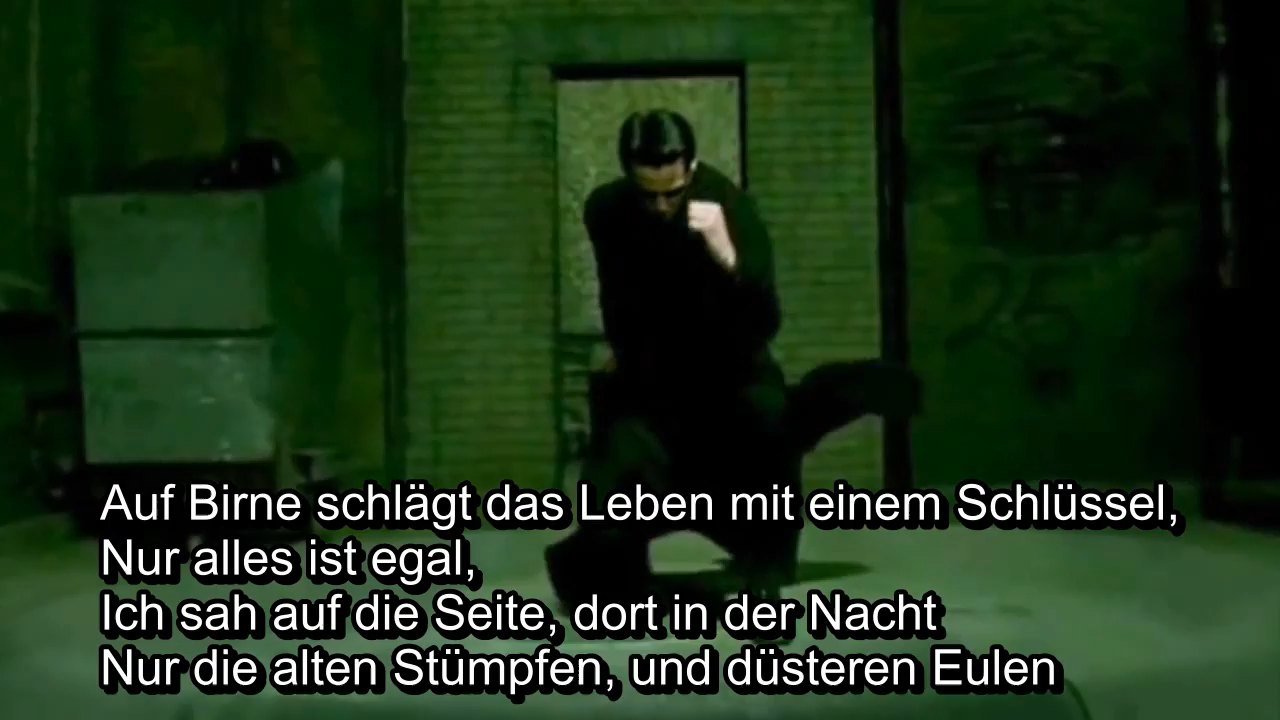 Auf Birne schlägt das Leben mit einem Schlüssel,
Nur alles ist egal,
Ich sah auf die Seite, dort in der Nacht
Nur die alten Stümpfen, und düsteren Eulen